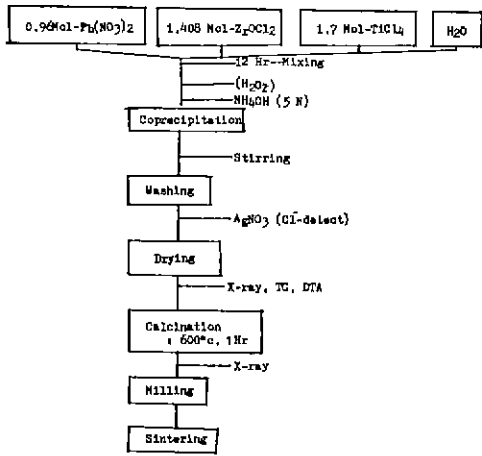 0.96Mol-Pb(NO3)2
1.408 Mol-ZrOCl2
1.7 Mol-TiCl4
H2O
12 Hr--Mixing
(H2O2)
NH4OH (5 N)
Coprecipitation
Stirring
Washing
AgNO3 (Cl-detect)
Drying
X-ray, TG, DTA
Calcination
: 600°c, 1Hr
X-ray
Milling
Sintering